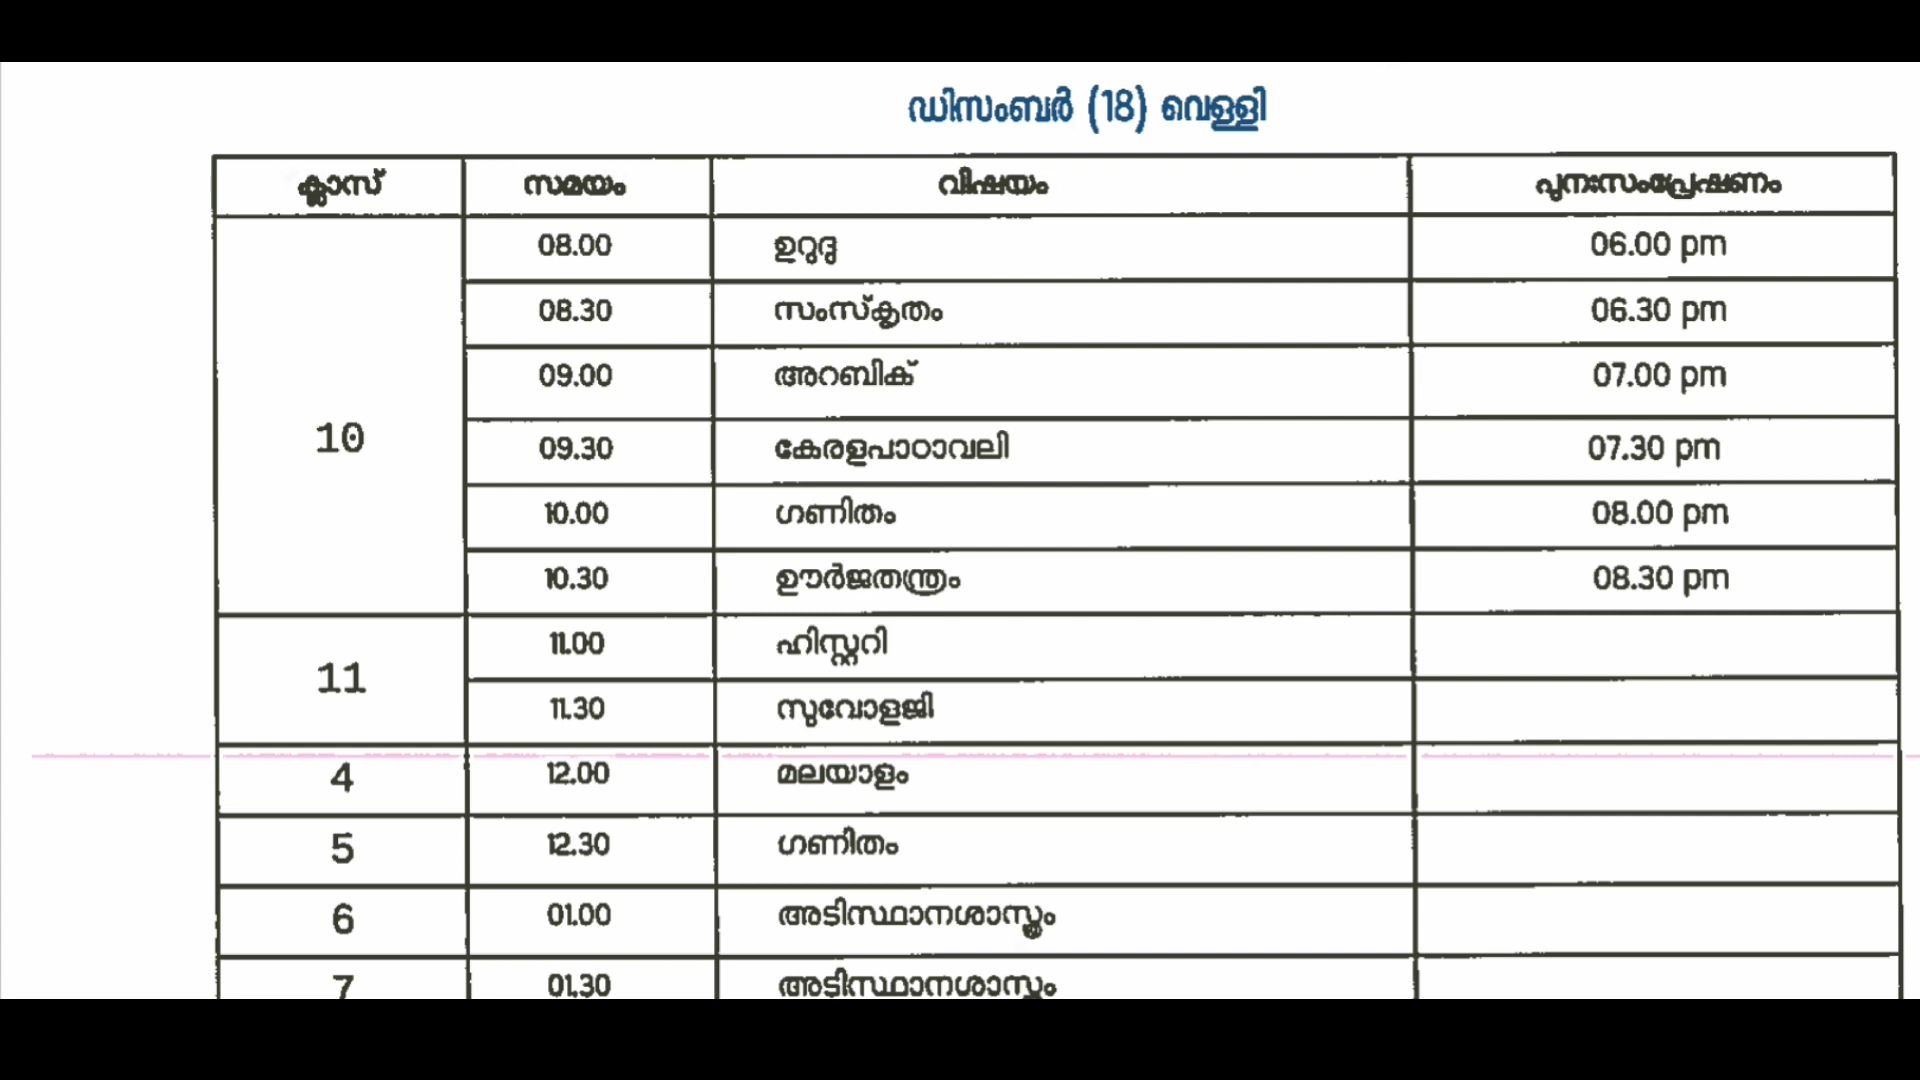 ഡിസംബർ (18) വെള്ളി
ക്ലാസ് സമയം വിഷയം പുനഃസംപ്രേഷണം
10
08.00 ഉറുദു 06.00 pm
08.30 സംസ്കൃതം 06.30 pm
09.00 അറബിക് 07.00 pm
09.30 കേരളപാഠാവലി 07.30 pm
10.00 ഗണിതം 08.00 pm
10.30 ഊർജതന്ത്രം 08.30 pm
11
11.00 ഹിസ്റ്ററി
11.30 സുവോളജി
4 12.00 മലയാളം
5 12.30 ഗണിതം
6 01.00 അടിസ്ഥാനശാസ്ത്രം
7 01.30 അടിസ്ഥാനശാസ്ത്രം